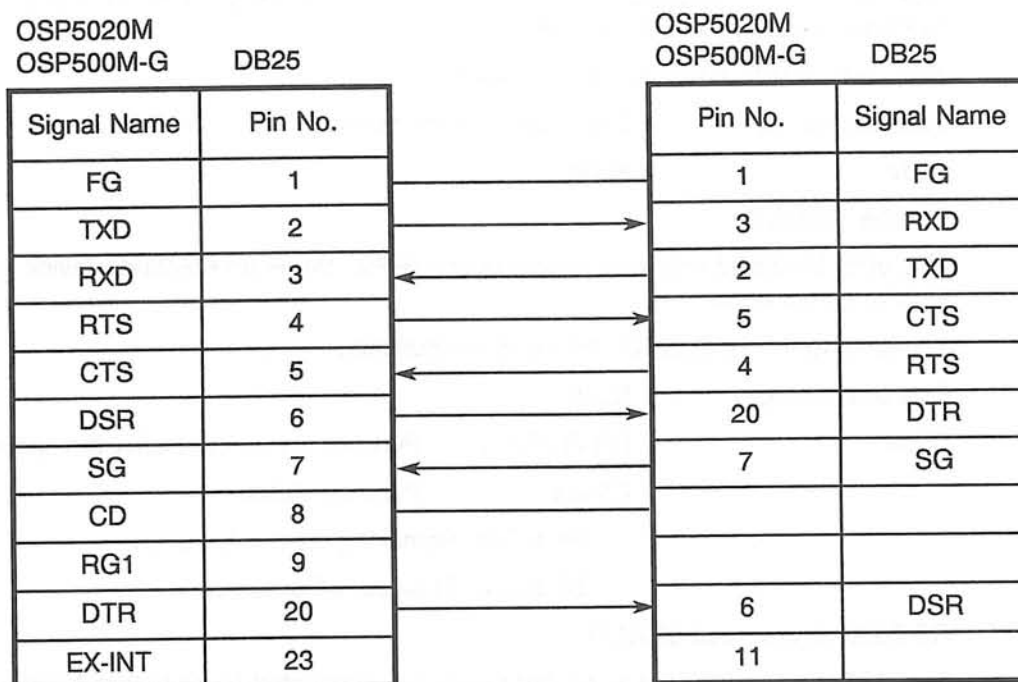 OSP5020M
OSP500M-G DB25
OSP5020M
OSP500M-G DB25
Signal Name Pin No. Pin No. Signal Name
FG 1 1 FG
TXD 2 3 RXD
RXD 3 2 TXD
RTS 4 5 CTS
CTS 5 4 RTS
DSR 6 20 DTR
SG 7 7 SG
CD 8
RG1 9
DTR 20 6 DSR
EX-INT 23 11